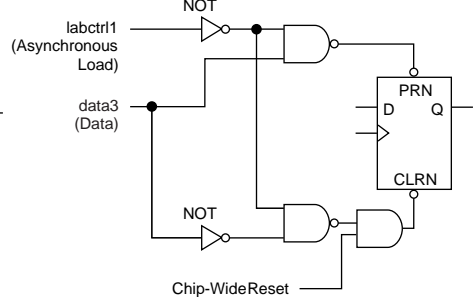 NOT
labctrl1
(Asynchronous
Load)
PRN
D Q
data3
(Data)
CLRN
NOT
Chip-Wide Reset